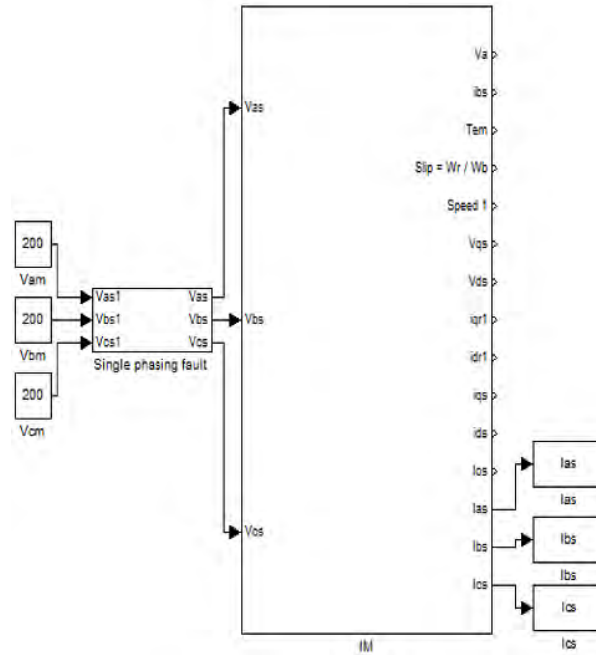 Va
ibs
Vas
Tem
Slip = Wr / Wb
Speed 1
200
Vqs
Vam
Vas1
Vas
Vds
200
Vbs1
Vbs
Vbs
iqr1
Vcs1
Vcs
Vbm
Single phasing fault
idr1
200
iqs
Vcm
ids
Ios
Ias
Ias
Ias
Vcs
Ibs
Ibs
Ibs
Ics
Ics
Ics
IM